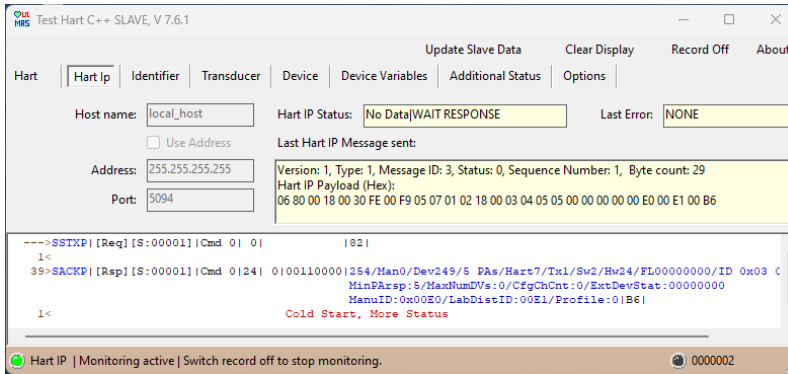 Test Hart C++ SLAVE, V 7.6.1
Update Slave Data Clear Display Record Off About
Hart Hart Ip Identifier Transducer Device Device Variables Additional Status Options
Host name: local_host Hart IP Status: No Data|WAIT RESPONSE Last Error: NONE
Use Address Last Hart IP Message sent:
Address: 255.255.255.255 Version: 1, Type: 1, Message ID: 3, Status: 0, Sequence Number: 1, Byte count: 29
Hart IP Payload (Hex):
Port: 5094 06 80 00 18 00 30 FE 00 F9 05 07 01 02 18 00 03 04 05 05 00 00 00 00 00 E0 00 E1 00 B6
--->SSTXP|[Req][S:00001]|Cmd 0| 0| |82|
1<
39>SACKP|[Rsp][S:00001]|Cmd 0|24| 0|00110000|254/Man0/Dev249/5 PAs/Hart7/Tx1/Sw2/Hw24/FL00000000/ID 0x03
MinPArsp:5/MaxNumDVs:0/CfgChCnt:0/ExtDevStat:00000000
ManuID:0x00E0/LabDistID:00E1/Profile:0|B6|
1< Cold Start, More Status
Hart IP | Monitoring active | Switch record off to stop monitoring. 0000002